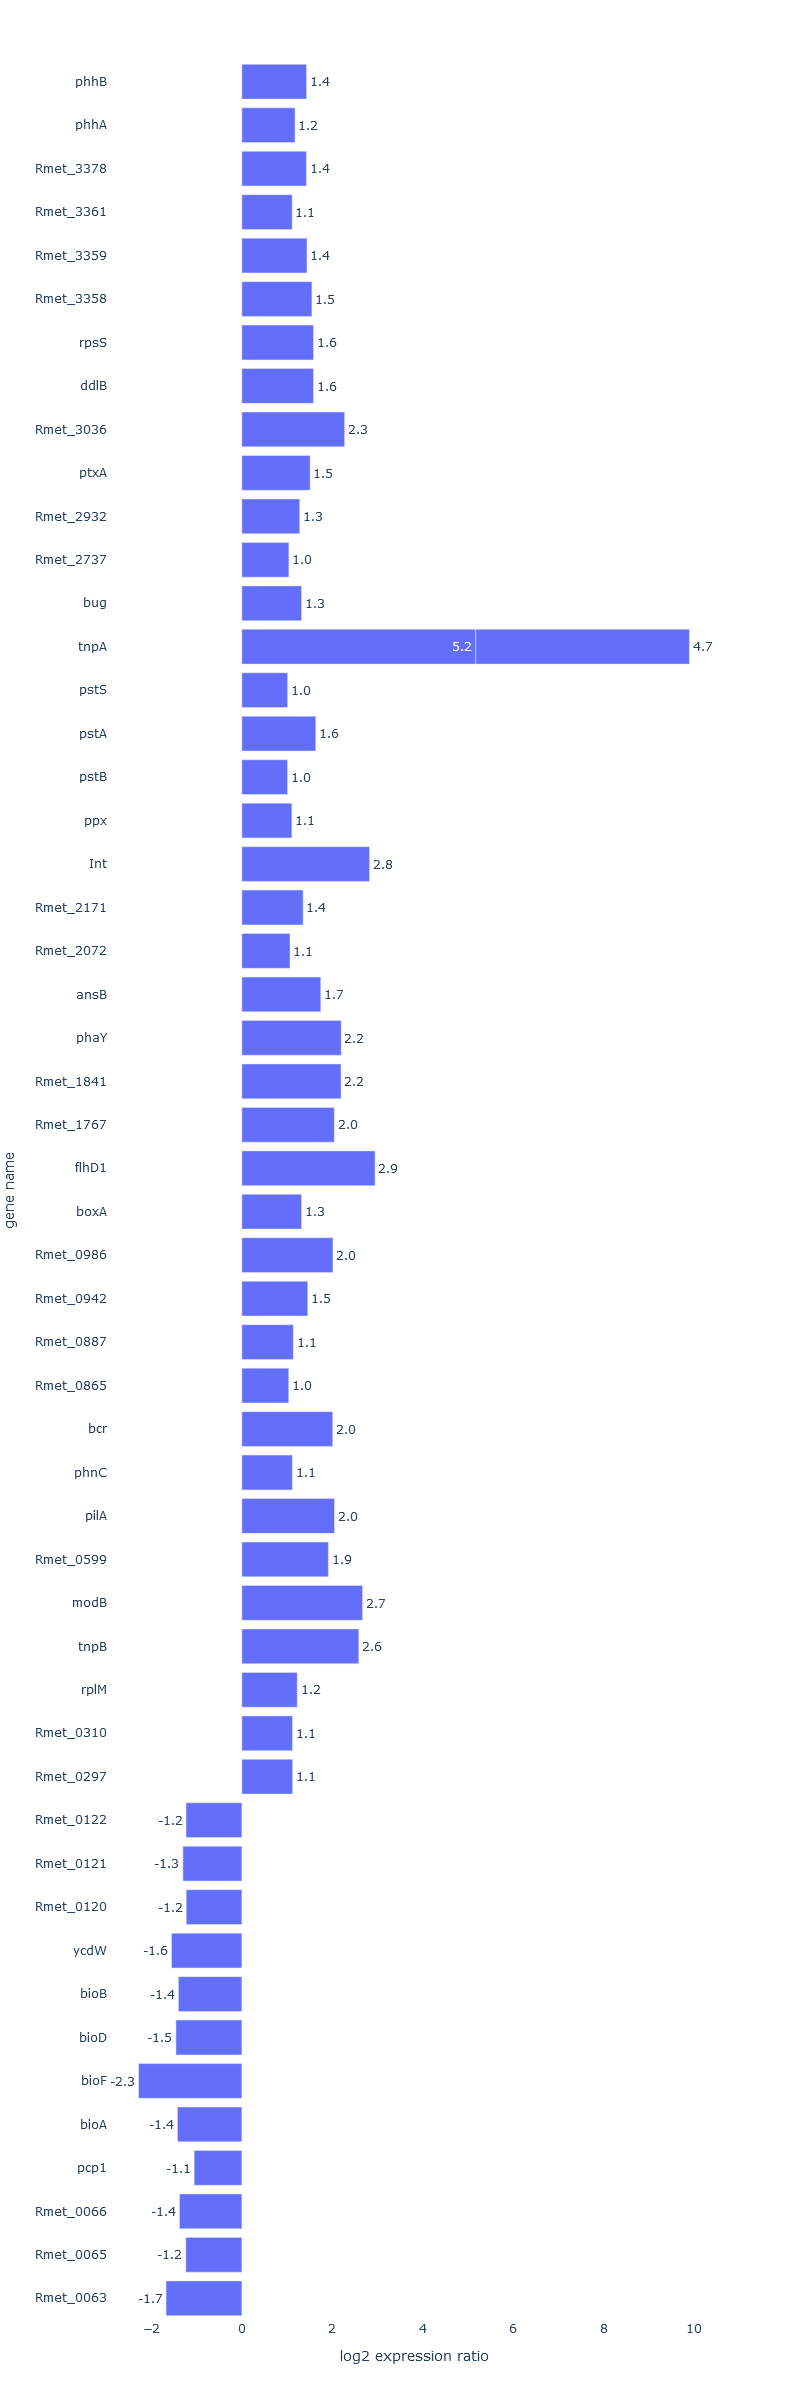 phhB 1.4
phhA 1.2
Rmet_3378 1.4
Rmet_3361 1.1
Rmet_3359 1.4
Rmet_3358 1.5
rpsS 1.6
ddlB 1.6
Rmet_3036 2.3
ptxA 1.5
Rmet_2932 1.3
Rmet_2737 1.0
bug 1.3
tnpA 5.2 4.7
pstS 1.0
pstA 1.6
pstB 1.0
ppx 1.1
Int 2.8
Rmet_2171 1.4
Rmet_2072 1.1
ansB 1.7
phaY 2.2
Rmet_1841 2.2
Rmet_1767 2.0
flhD1 2.9
boxA 1.3
Rmet_0986 2.0
Rmet_0942 1.5
Rmet_0887 1.1
Rmet_0865 1.0
bcr 2.0
phnC 1.1
pilA 2.0
Rmet_0599 1.9
modB 2.7
tnpB 2.6
rplM 1.2
Rmet_0310 1.1
Rmet_0297 1.1
Rmet_0122 -1.2
Rmet_0121 -1.3
Rmet_0120 -1.2
ycdW -1.6
bioB -1.4
bioD -1.5
bioF -2.3
bioA -1.4
pcp1 -1.1
Rmet_0066 -1.4
Rmet_0065 -1.2
Rmet_0063 -1.7
gene name
−2 0 2 4 6 8 10
log2 expression ratio